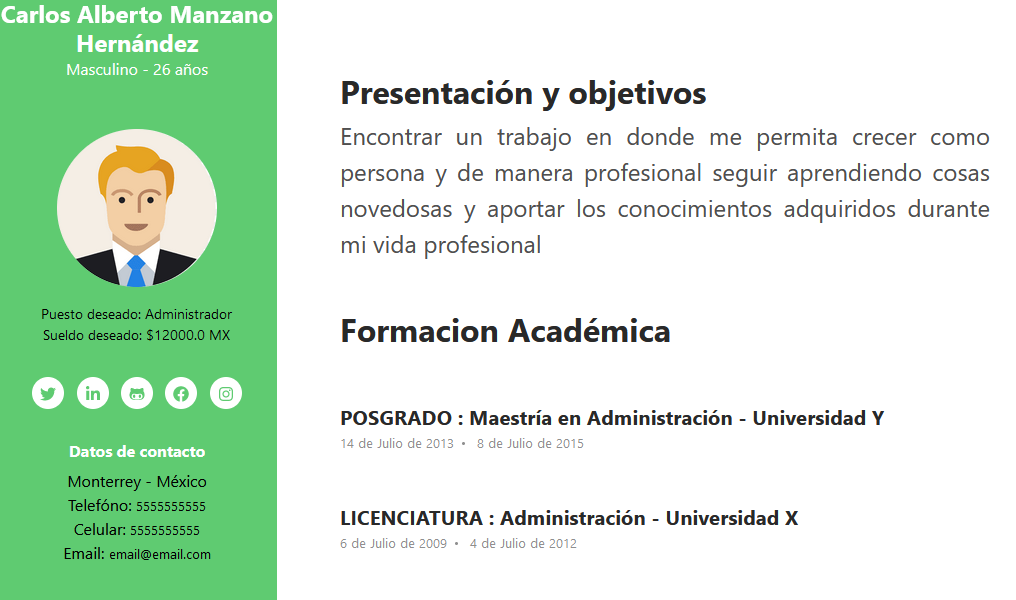 Carlos Alberto Manzano
Hernández
Masculino - 26 años
Puesto deseado: Administrador
Sueldo deseado: $12000.0 MX
Datos de contacto
Monterrey - México
Telefóno: 5555555555
Celular: 5555555555
Email: email@email.com
Presentación y objetivos
Encontrar un trabajo en donde me permita crecer como
persona y de manera profesional seguir aprendiendo cosas
novedosas y aportar los conocimientos adquiridos durante
mi vida profesional
Formacion Académica
POSGRADO : Maestría en Administración - Universidad Y
14 de Julio de 2013 • 8 de Julio de 2015
LICENCIATURA : Administración - Universidad X
6 de Julio de 2009 • 4 de Julio de 2012